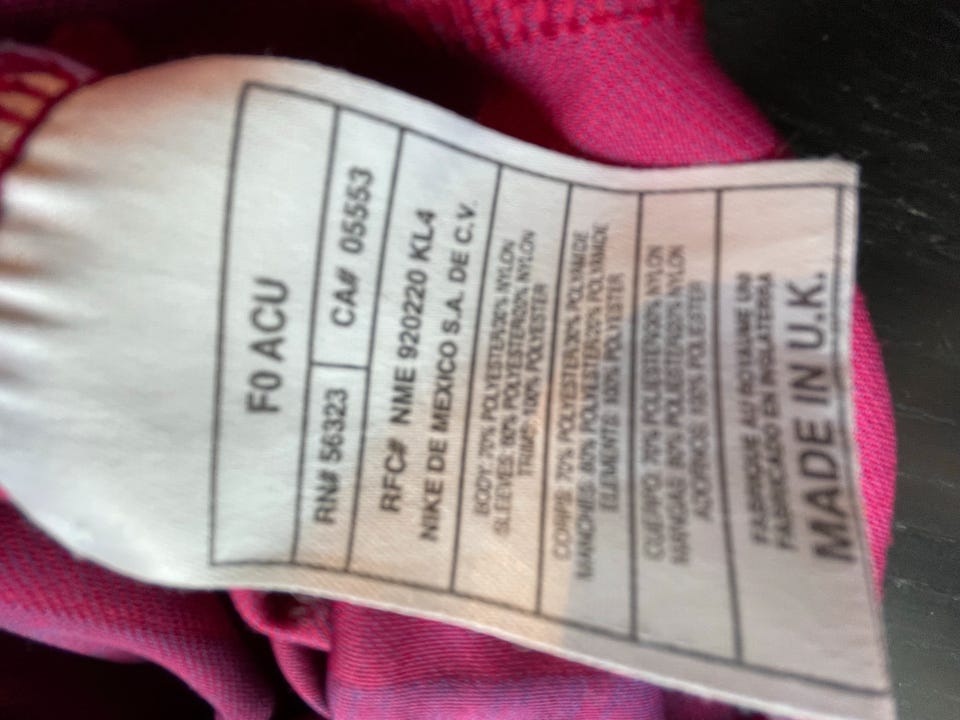 F0 ACU
RN# 56323 CA# 05553
RFC# NME 920220 KL4
NIKE DE MEXICO S.A. DE C.V.
BODY: 70% POLYESTER/30% NYLON
SLEEVES: 80% POLYESTER/20% NYLON
TRIMS: 100% POLYESTER
CORPS: 70% POLYESTER/30% POLYAMIDE
MANCHES: 80% POLYESTER/20% POLYAMIDE
ELEMENTS: 100% POLYESTER
CUERPO: 70% POLIESTER/30% NYLON
MANGAS: 80% POLIESTER/20% NYLON
ADORNOS: 100% POLIESTER
FABRIQUE AU ROYAUME UNI
FABRICADO EN INGLATERRA
MADE IN U.K.